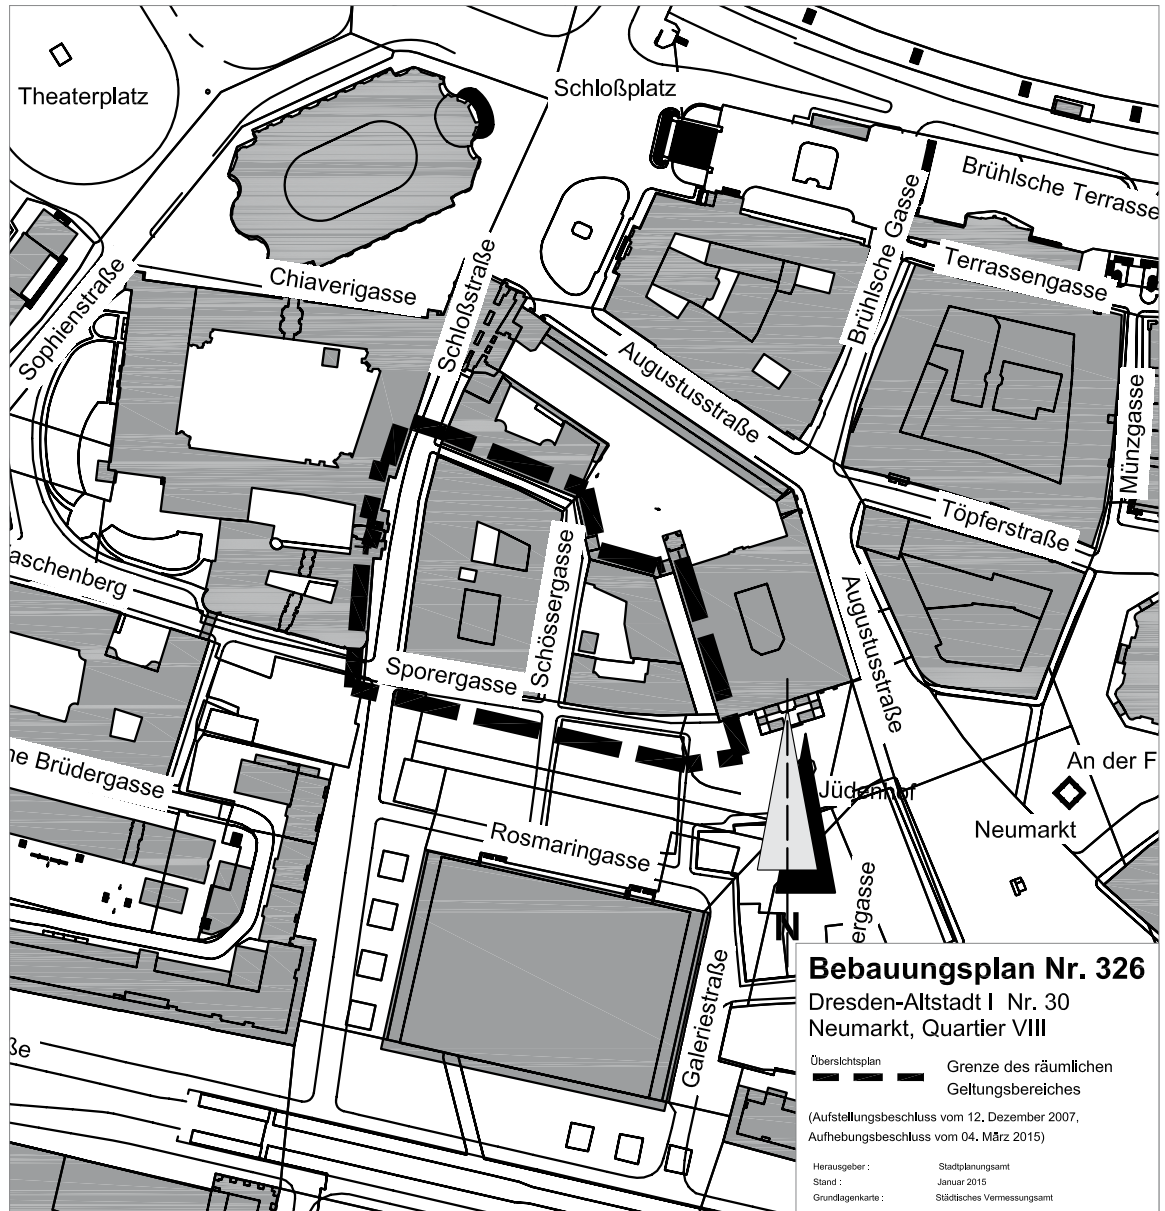 Theaterplatz
Schloßplatz
Brühlsche Terrasse
Brühlsche Gasse
Terrassengasse
Sophienstraße
Chiaverigasse
Schloßstraße
Augustusstraße
Münzgasse
Töpferstraße
aschenberg
Schössergasse
Augustusstraße
Sporergasse
An der F
ne Brüdergasse
Jüdenhof
Neumarkt
Rosmaringasse
ergasse
N
Galeriestraße
ße
Bebauungsplan Nr. 326
Dresden-Altstadt I Nr. 30
Neumarkt, Quartier VIII
Übersichtsplan
Grenze des räumlichen
Geltungsbereiches
(Aufstellungsbeschluss vom 12. Dezember 2007,
Aufhebungsbeschluss vom 04. März 2015)
Herausgeber : Stadtplanungsamt
Stand : Januar 2015
Grundlagenkarte : Städtisches Vermessungsamt